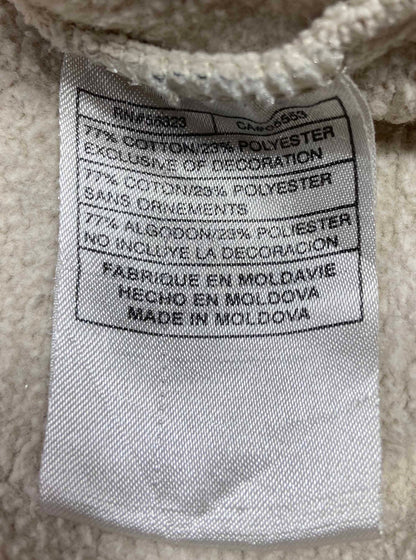 77% COTTON/23% POLYESTER
EXCLUSIVE OF DECORATION
77% COTON/23% POLYESTER
SANS ORNEMENTS
77% ALGODON/23% POLIESTER
NO INCLUYE LA DECORACION
FABRIQUE EN MOLDAVIE
HECHO EN MOLDOVA
MADE IN MOLDOVA